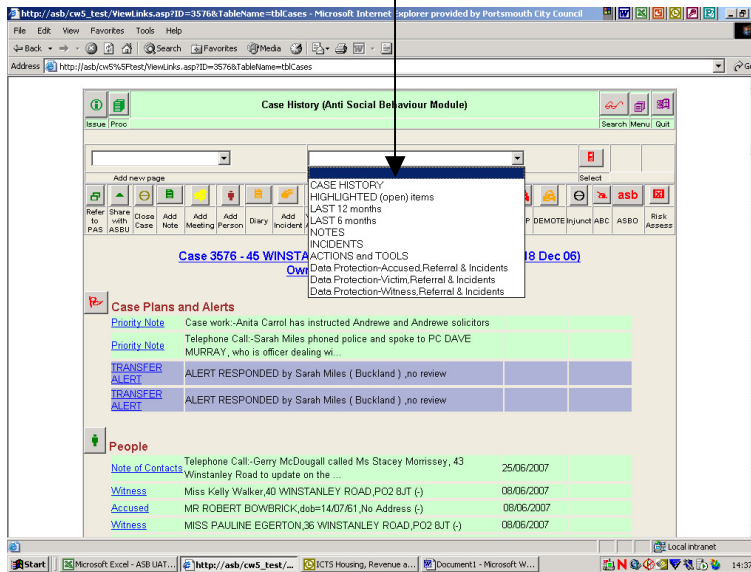 http://asb/cw5_test/ViewLinks.asp?ID=3576&TableName=tblCases - Microsoft Internet Explorer provided by Portsmouth City Council
File Edit View Favorites Tools Help
Back Search Favorites Media
Address http://asb/cw5%5Ftest/ViewLinks.asp?ID=3576&TableName=tblCases
Case History (Anti Social Behaviour Module)
Issue Proc Search Menu Quit
Add new page Select
CASE HISTORY
HIGHLIGHTED (open) items
LAST 12 months
LAST 6 months
NOTES
INCIDENTS
ACTIONS and TOOLS
Data Protection-Accused,Referral & Incidents
Data Protection-Victim,Referral & Incidents
Data Protection-Witness,Referral & Incidents
asb
Refer to PAS Share with ASBU Close Case Add Note Add Meeting Add Person Diary Add Incident P DEMOTE Injunct ABC ASBO Risk Assess
Case 3576 - 45 WINSTA 8 Dec 06)
Own
Case Plans and Alerts
Priority Note Case work:-Anita Carrol has instructed Andrewe and Andrewe solicitors
Priority Note Telephone Call:-Sarah Miles phoned police and spoke to PC DAVE
MURRAY, who is officer dealing wi...
TRANSFER ALERT ALERT RESPONDED by Sarah Miles ( Buckland ) ,no review
TRANSFER ALERT ALERT RESPONDED by Sarah Miles ( Buckland ) ,no review
People
Note of Contacts Telephone Call:-Gerry McDougall called Ms Stacey Morrissey, 43
Winstanley Road to update on the ... 25/06/2007
Witness Miss Kelly Walker,40 WINSTANLEY ROAD,PO2 8JT (-) 08/06/2007
Accused MR ROBERT BOWBRICK,dob=14/07/61,No Address (-) 08/06/2007
Witness MISS PAULINE EGERTON,36 WINSTANLEY ROAD,PO2 8JT (-) 08/06/2007
Local intranet
Start Microsoft Excel - ASB UAT... http://asb/cw5_test/... ICTS Housing, Revenue a... Document1 - Microsoft W... 14:37